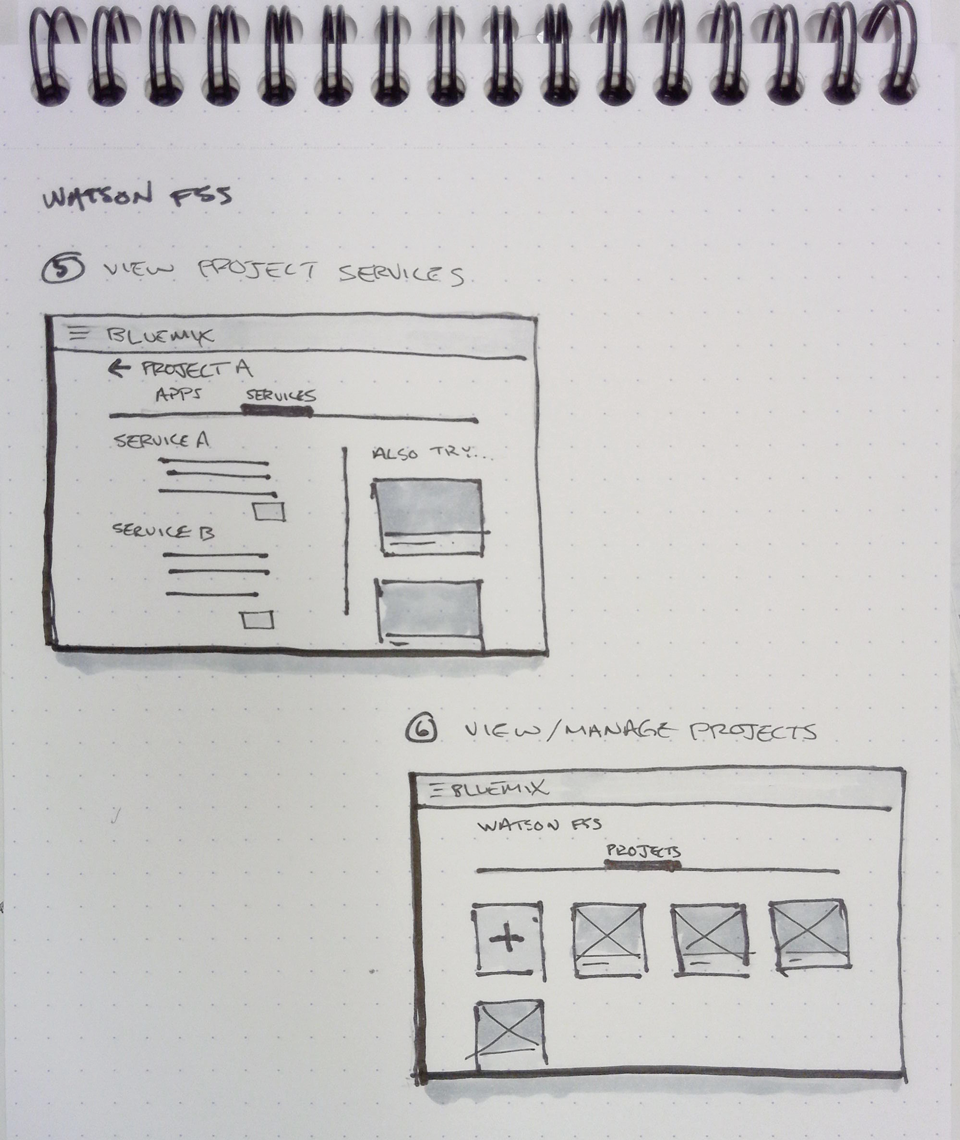 WATSON FSS
5 VIEW PROJECT SERVICES
≡ BLUEMIX
← PROJECT A
APPS SERVICES
SERVICE A
ALSO TRY...
SERVICE B
6 VIEW/MANAGE PROJECTS
≡ BLUEMIX
WATSON FSS
PROJECTS
+